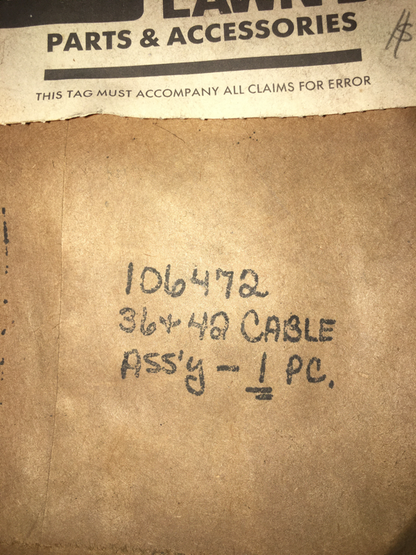 PARTS & ACCESSORIES
THIS TAG MUST ACCOMPANY ALL CLAIMS FOR ERROR
106472
36+42 CABLE
ASS'y - 1 PC.